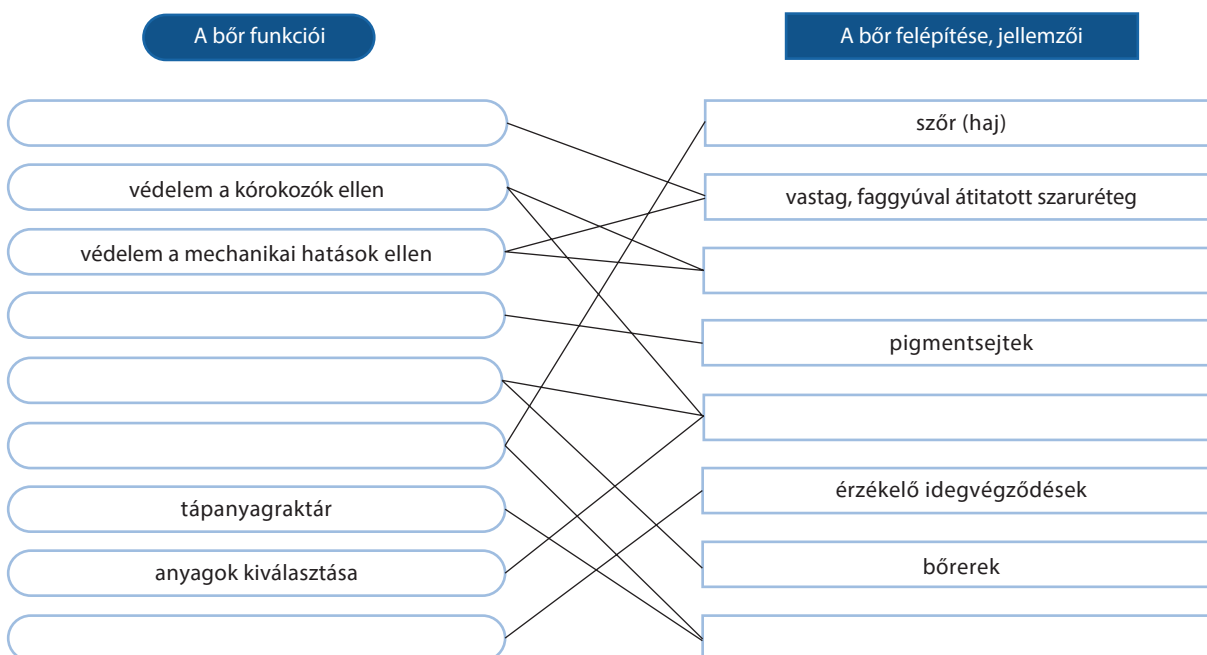 A bőr funkciói
A bőr felépítése, jellemzői
szőr (haj)
védelem a kórokozók ellen
vastag, faggyúval átitatott szaruréteg
védelem a mechanikai hatások ellen
pigmentsejtek
érzékelő idegvégződések
tápanyagraktár
anyagok kiválasztása
bőrerek